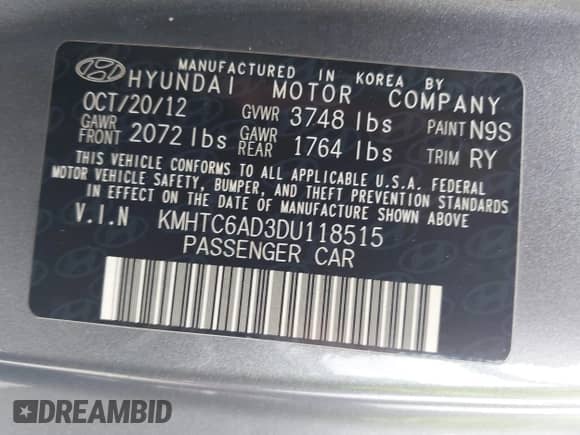 MANUFACTURED IN KOREA BY
HYUNDAI MOTOR COMPANY
OCT/20/12 GVWR 3748 lbs PAINT N9S
GAWR FRONT 2072 lbs GAWR REAR 1764 lbs TRIM RY
THIS VEHICLE CONFORMS TO ALL APPLICABLE U.S.A. FEDERAL
MOTOR VEHICLE SAFETY, BUMPER, AND THEFT PREVENTION STANDARDS
IN EFFECT ON THE DATE OF MANUFACTURE SHOWN ABOVE
V.I.N KMHTC6AD3DU118515
PASSENGER CAR
DREAMBID